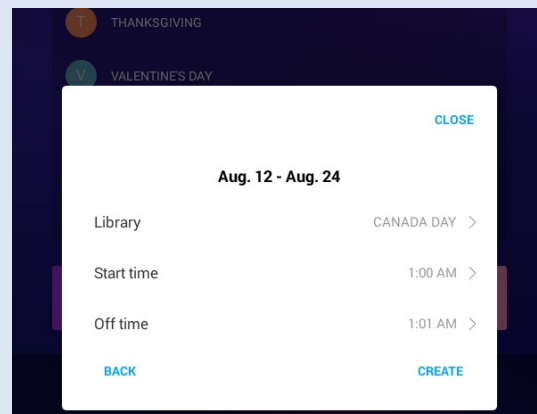 T THANKSGIVING
V VALENTINE'S DAY
CLOSE
Aug. 12 - Aug. 24
Library CANADA DAY
Start time 1:00 AM
Off time 1:01 AM
BACK CREATE